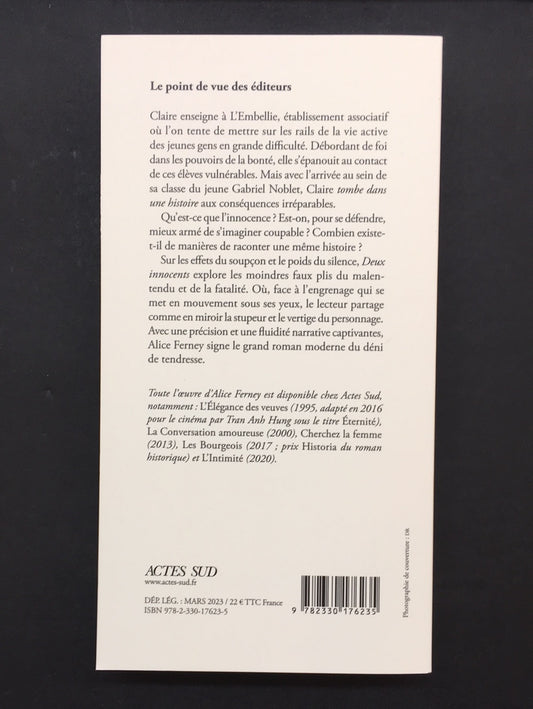 Le point de vue des éditeurs
Claire enseigne à L'Embellie, établissement associatif
où l'on tente de mettre sur les rails de la vie active
des jeunes gens en grande difficulté. Débordant de foi
dans les pouvoirs de la bonté, elle s'épanouit au contact
de ces élèves vulnérables. Mais avec l'arrivée au sein de
sa classe du jeune Gabriel Noblet, Claire tombe dans
une histoire aux conséquences irréparables.
Qu'est-ce que l'innocence ? Est-on, pour se défendre,
mieux armé de s'imaginer coupable ? Combien existe-
t-il de manières de raconter une même histoire ?
Sur les effets du soupçon et le poids du silence, Deux
innocents explore les moindres faux plis du malen-
tendu et de la fatalité. Où, face à l'engrenage qui se
met en mouvement sous ses yeux, le lecteur partage
comme en miroir la stupeur et le vertige du personnage.
Avec une précision et une fluidité narrative captivantes,
Alice Ferney signe le grand roman moderne du déni
de tendresse.
Toute l'œuvre d'Alice Ferney est disponible chez Actes Sud,
notamment : L'Élégance des veuves (1995, adapté en 2016
pour le cinéma par Tran Anh Hung sous le titre Éternité),
La Conversation amoureuse (2000), Cherchez la femme
(2013), Les Bourgeois (2017 ; prix Historia du roman
historique) et L'Intimité (2020).
ACTES SUD
www.actes-sud.fr
DÉP. LÉG. : MARS 2023 / 22 € TTC France
ISBN 978-2-330-17623-5
9 782330 176235
Photographie de couverture : DR